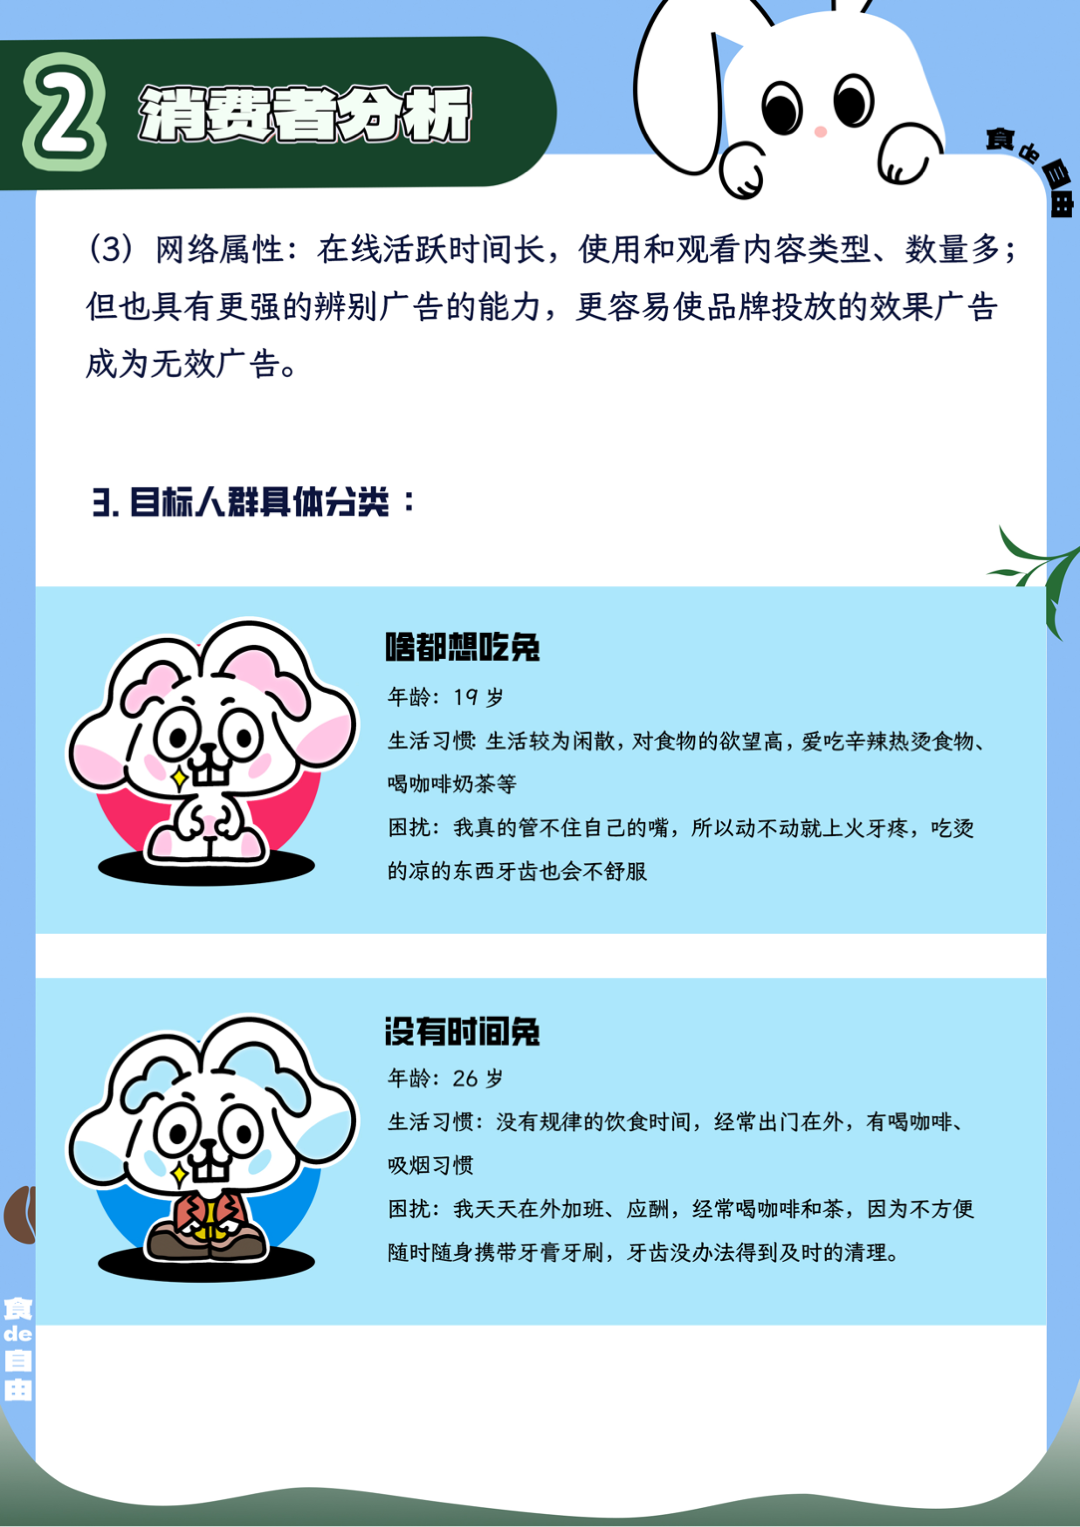 2
消费者分析
食de自由
（3）网络属性：在线活跃时间长，使用和观看内容类型、数量多；
但也具有更强的辨别广告的能力，更容易使品牌投放的效果广告
成为无效广告。
3. 目标人群具体分类：
啥都想吃兔
年龄：19 岁
生活习惯：生活较为闲散，对食物的欲望高，爱吃辛辣热烫食物、
喝咖啡奶茶等
困扰：我真的管不住自己的嘴，所以动不动就上火牙疼，吃烫
的凉的东西牙齿也会不舒服
没有时间兔
年龄：26 岁
生活习惯：没有规律的饮食时间，经常出门在外，有喝咖啡、
吸烟习惯
困扰：我天天在外加班、应酬，经常喝咖啡和茶，因为不方便
随时随身携带牙膏牙刷，牙齿没办法得到及时的清理。
食
de
自
由